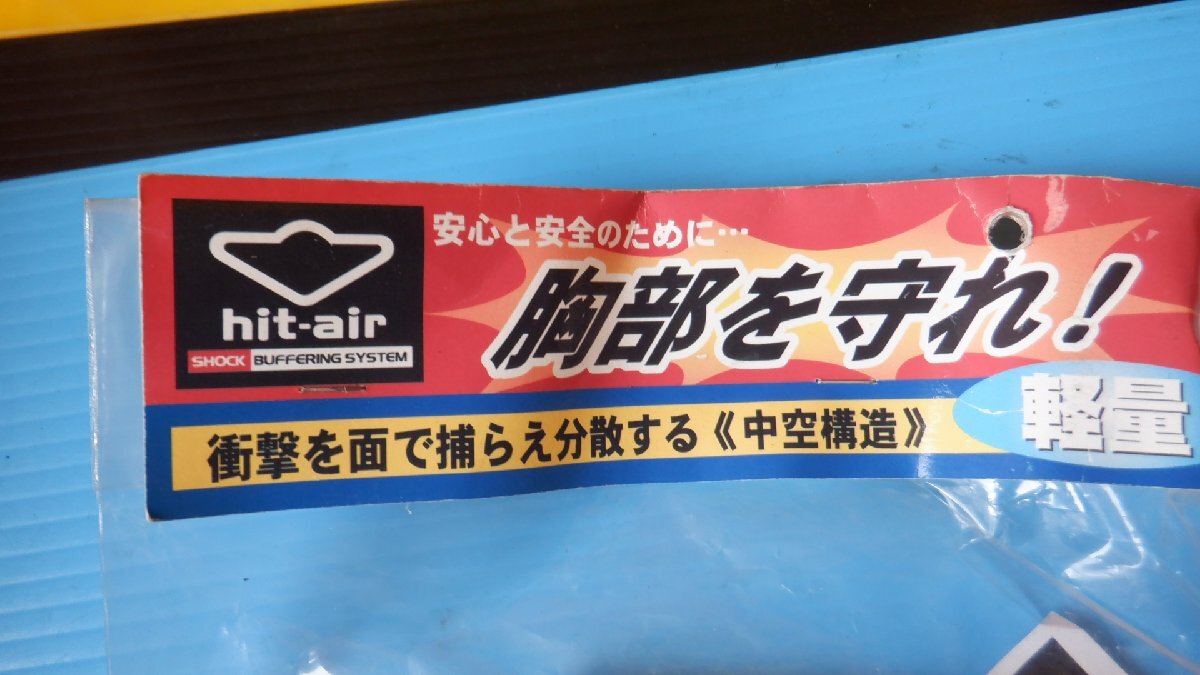 hit-air
SHOCK BUFFERING SYSTEM
安心と安全のために…
胸部を守れ!
衝撃を面で捕らえ分散する《中空構造》
軽量